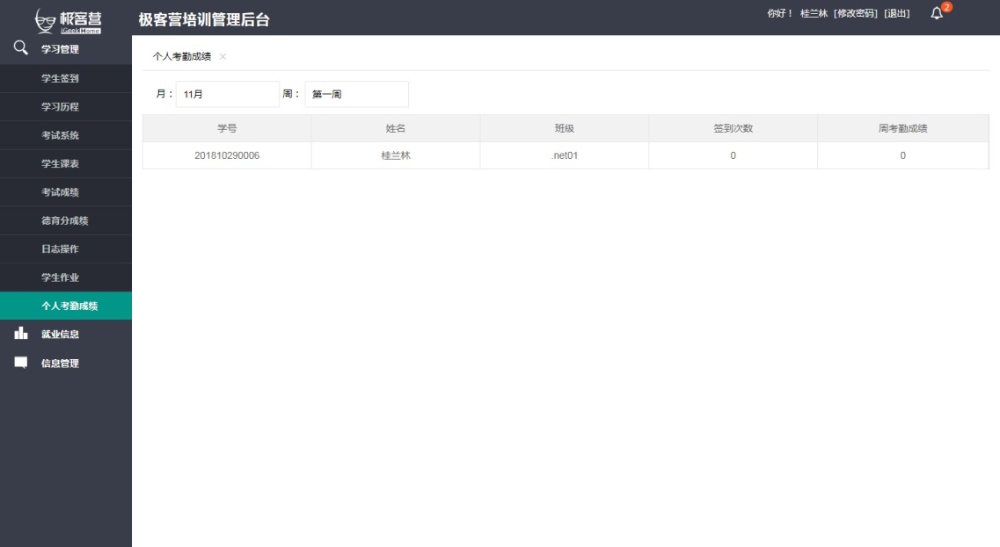 极客营
iGeek Home
极客营培训管理后台
你好！ 桂兰林 [修改密码] [退出]
2
学习管理
学生签到
学习历程
考试系统
学生课表
考试成绩
德育分成绩
日志操作
学生作业
个人考勤成绩
就业信息
信息管理
个人考勤成绩
月： 11月 周： 第一周
学号 姓名 班级 签到次数 周考勤成绩
201810290006 桂兰林 .net01 0 0